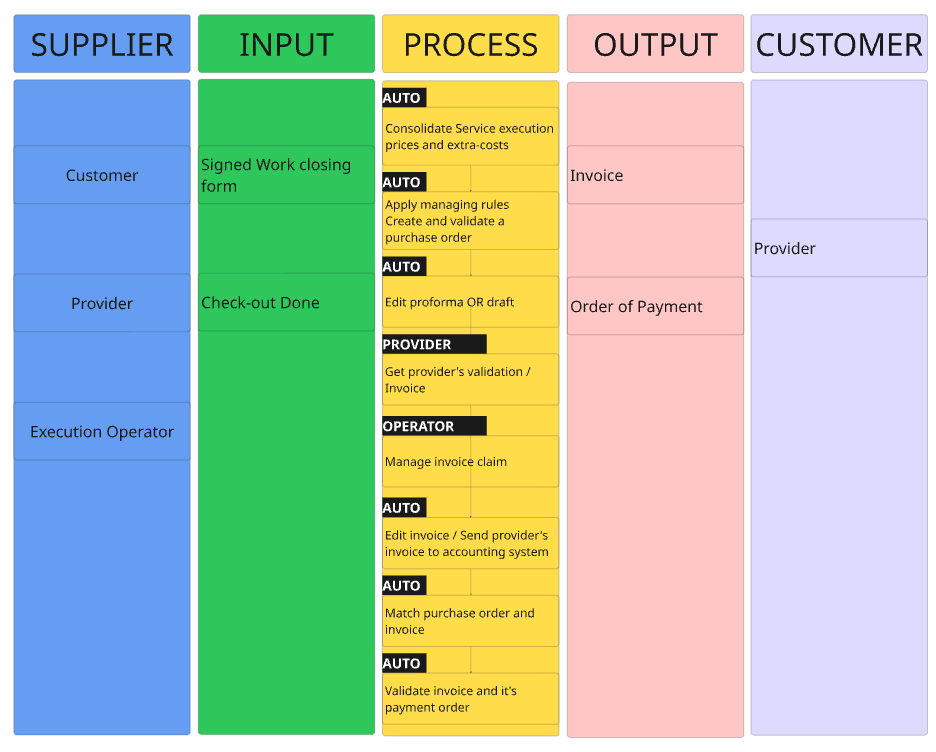 SUPPLIER
INPUT
PROCESS
OUTPUT
CUSTOMER
Customer
Provider
Execution Operator
Signed Work closing
form
Check-out Done
AUTO
Consolidate Service execution
prices and extra-costs
AUTO
Apply managing rules
Create and validate a
purchase order
AUTO
Edit proforma OR draft
PROVIDER
Get provider's validation /
Invoice
OPERATOR
Manage invoice claim
AUTO
Edit invoice / Send provider's
invoice to accounting system
AUTO
Match purchase order and
invoice
AUTO
Validate invoice and it's
payment order
Invoice
Order of Payment
Provider